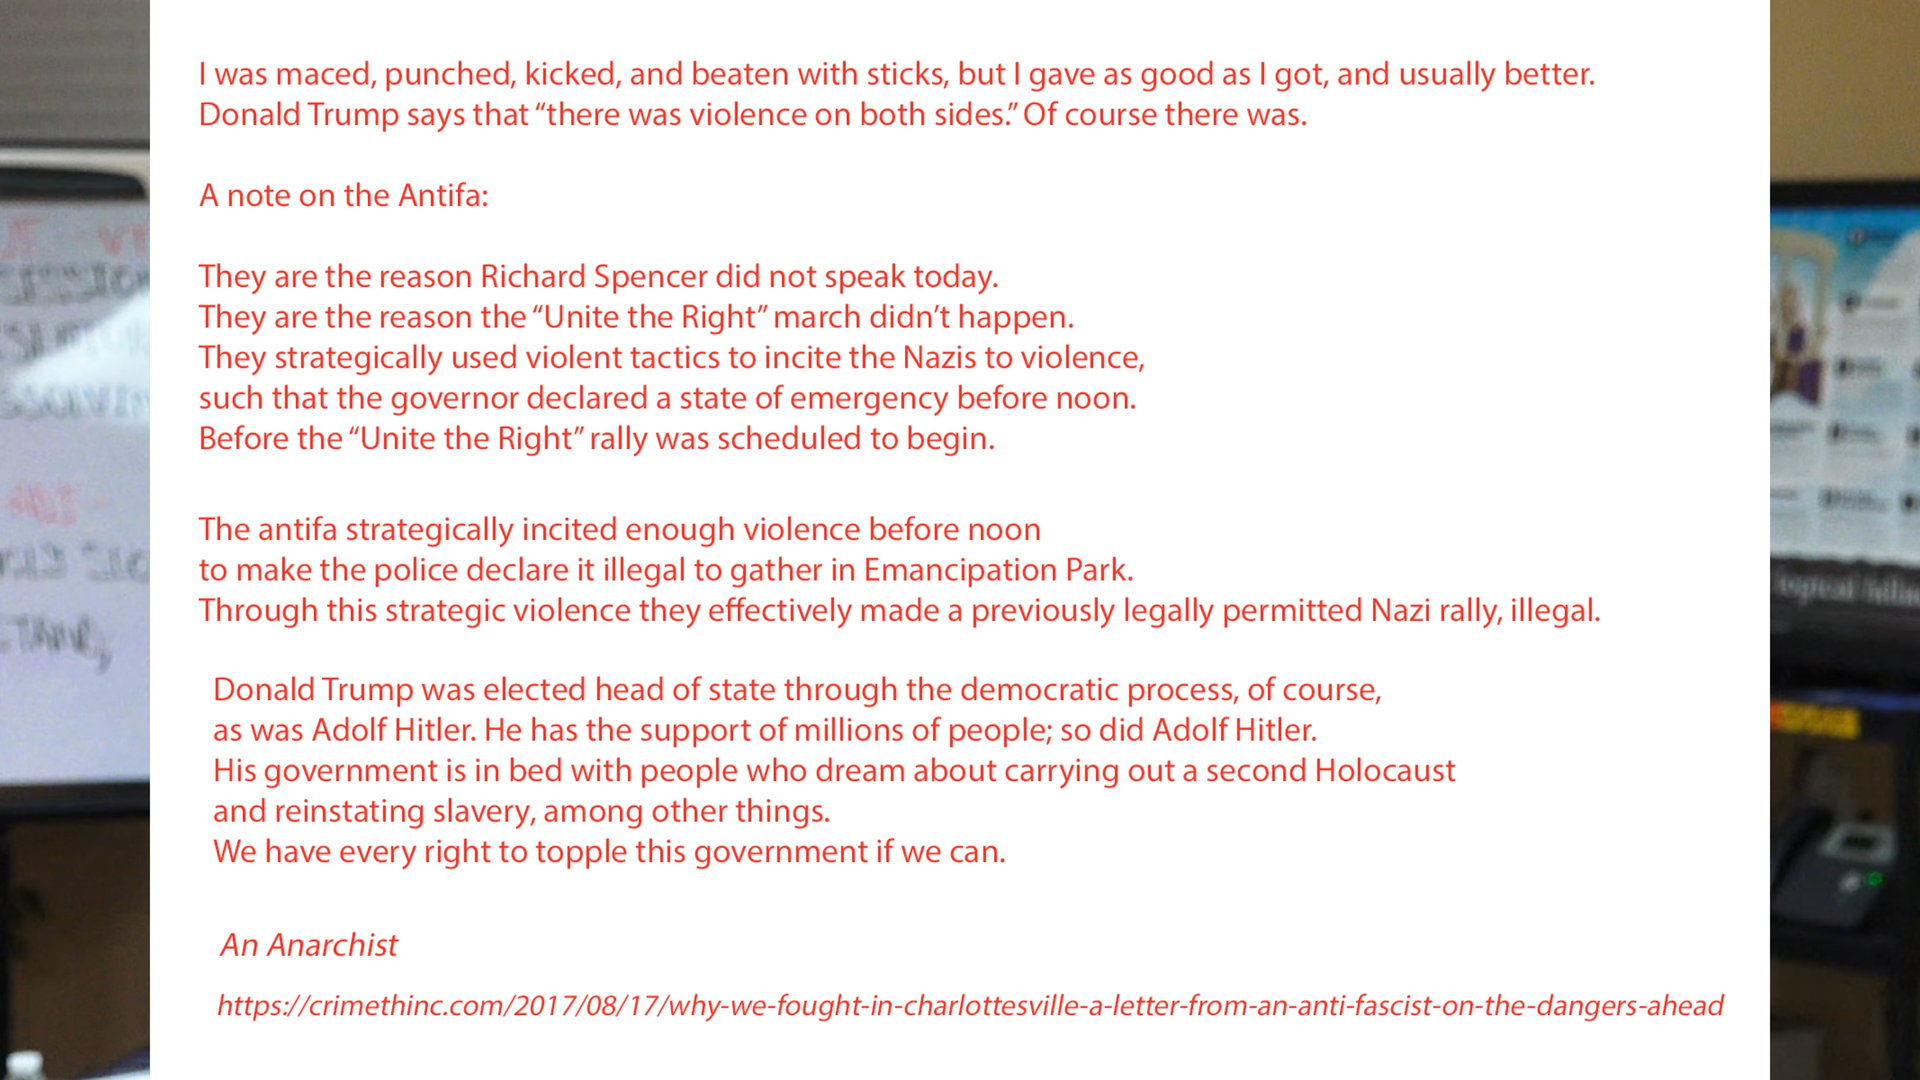 I was maced, punched, kicked, and beaten with sticks, but I gave as good as I got, and usually better.
Donald Trump says that “there was violence on both sides.” Of course there was.
A note on the Antifa:
They are the reason Richard Spencer did not speak today.
They are the reason the “Unite the Right” march didn’t happen.
They strategically used violent tactics to incite the Nazis to violence,
such that the governor declared a state of emergency before noon.
Before the “Unite the Right” rally was scheduled to begin.
The antifa strategically incited enough violence before noon
to make the police declare it illegal to gather in Emancipation Park.
Through this strategic violence they effectively made a previously legally permitted Nazi rally, illegal.
Donald Trump was elected head of state through the democratic process, of course,
as was Adolf Hitler. He has the support of millions of people; so did Adolf Hitler.
His government is in bed with people who dream about carrying out a second Holocaust
and reinstating slavery, among other things.
We have every right to topple this government if we can.
An Anarchist
https://crimethinc.com/2017/08/17/why-we-fought-in-charlottesville-a-letter-from-an-anti-fascist-on-the-dangers-ahead